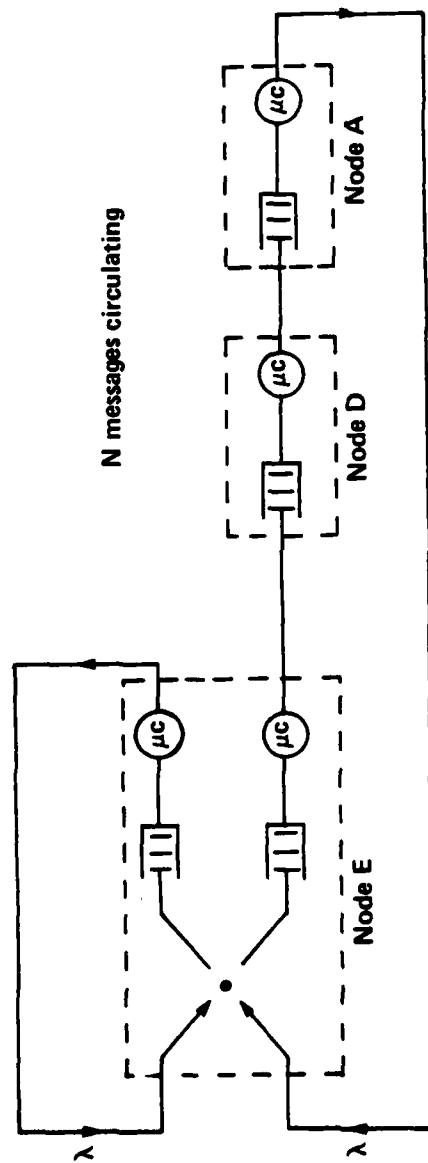 N messages circulating
λ
λ
μc
μc
μc
μc
Node E
Node D
Node A